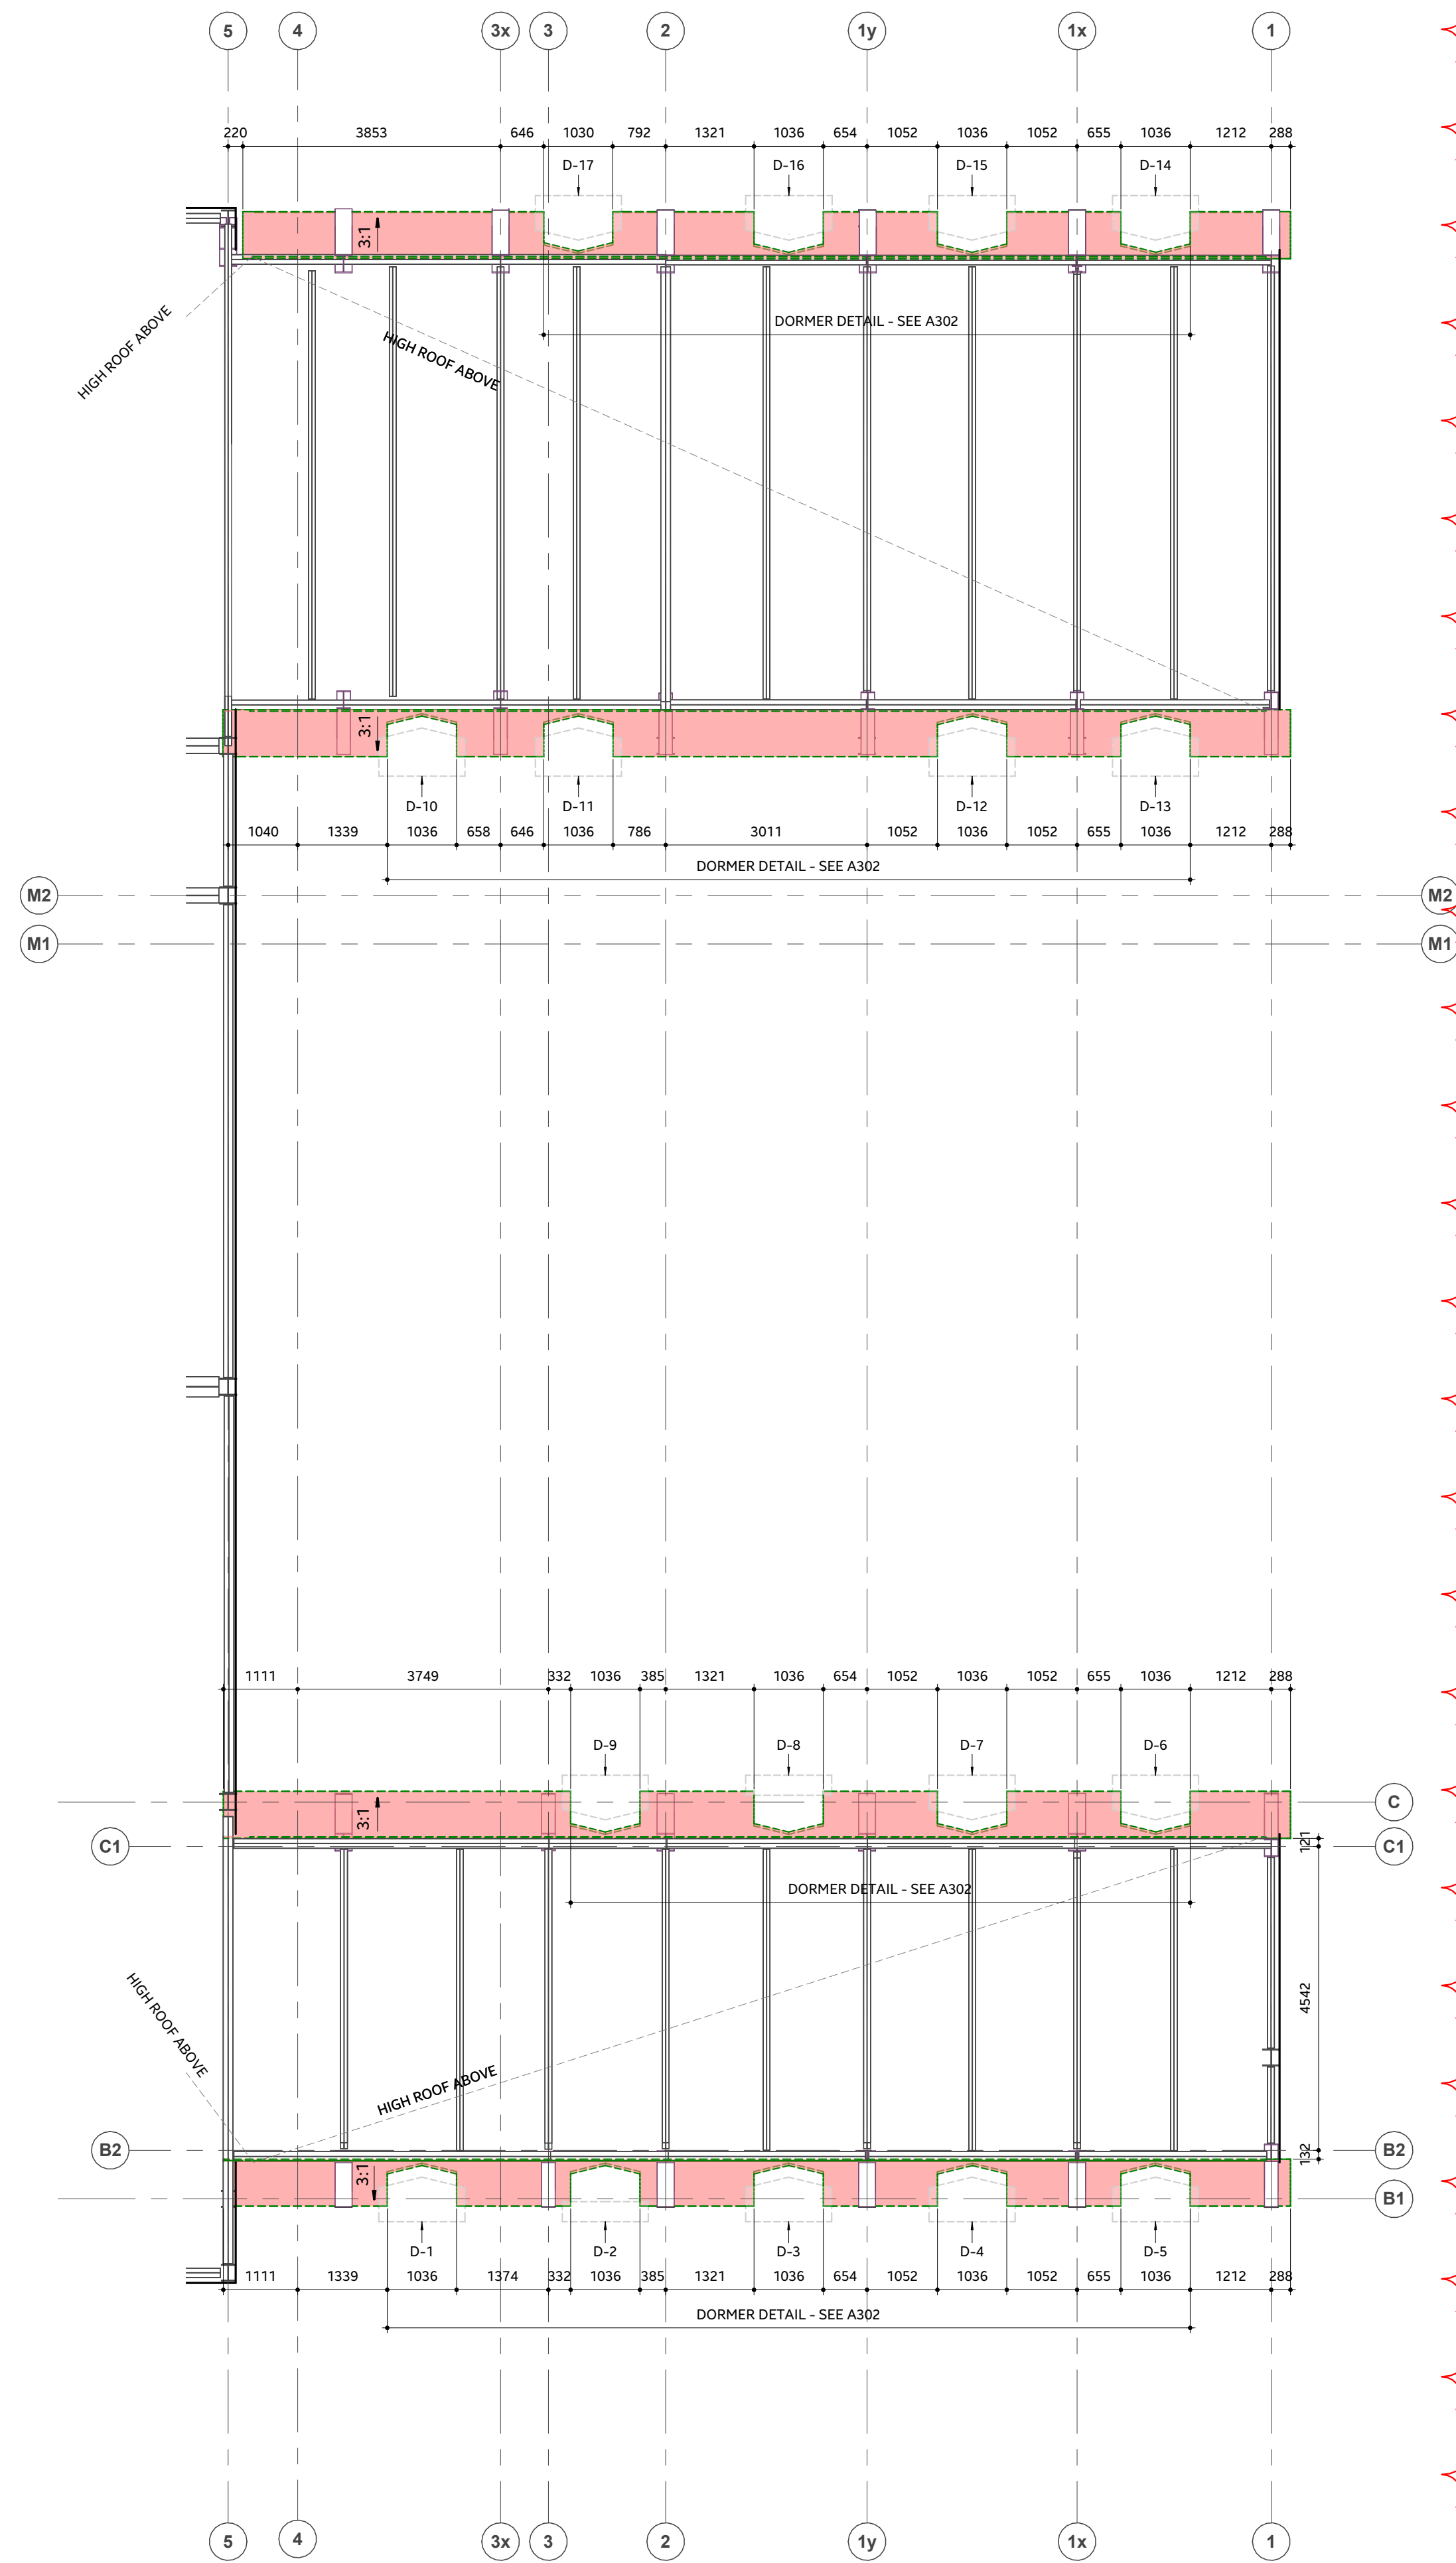 5 4 3x 3 2 1y 1x 1
220 3853 646 1030 792 1321 1036 654 1052 1036 1052 655 1036 1212 288
D-17 D-16 D-15 D-14
3:1
DORMER DETAIL - SEE A302
HIGH ROOF ABOVE
HIGH ROOF ABOVE
3:1
D-10 D-11 D-12 D-13
1040 1339 1036 658 646 1036 786 3011 1052 1036 1052 655 1036 1212 288
DORMER DETAIL - SEE A302
M2 M2
M1 M1
1111 3749 332 1036 385 1321 1036 654 1052 1036 1052 655 1036 1212 288
D-9 D-8 D-7 D-6
3:1
C
121
C1 C1
DORMER DETAIL - SEE A302
4542
HIGH ROOF ABOVE
HIGH ROOF ABOVE
B2 B2
132
3:1
B1
D-1 D-2 D-3 D-4 D-5
1111 1339 1036 1374 332 1036 385 1321 1036 654 1052 1036 1052 655 1036 1212 288
DORMER DETAIL - SEE A302
5 4 3x 3 2 1y 1x 1